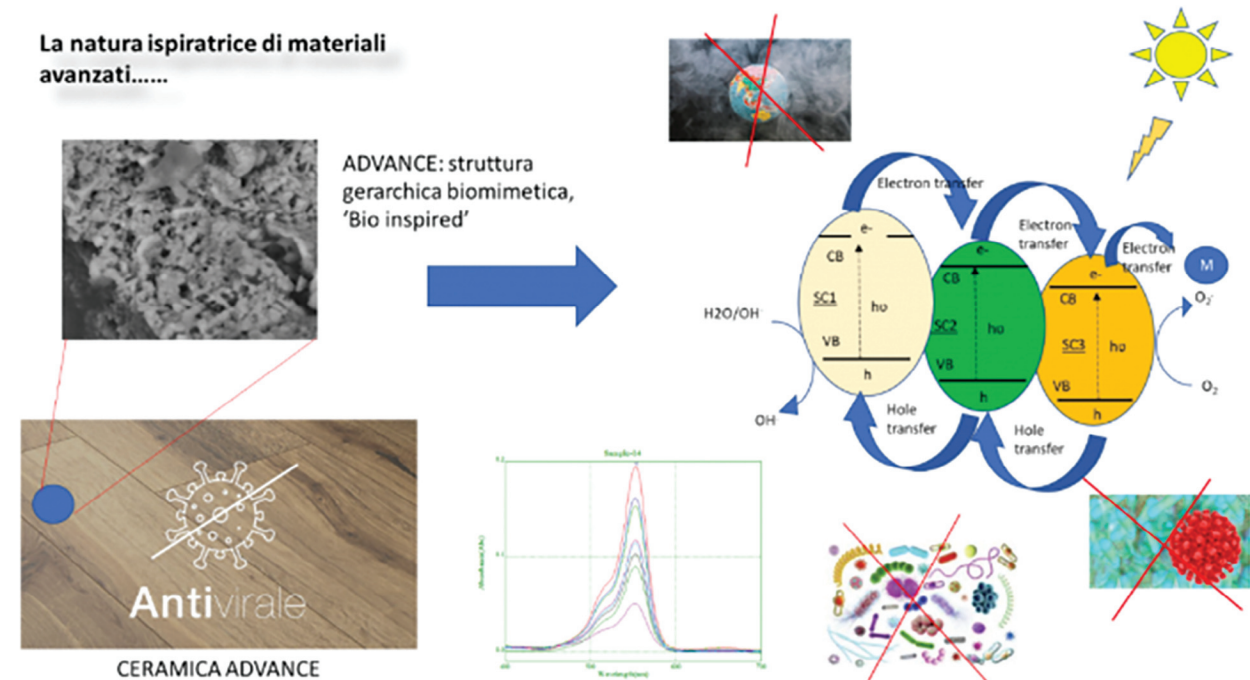 La natura ispiratrice di materiali
avanzati……
ADVANCE: struttura
gerarchica biomimetica,
‘Bio inspired’
Antivirale
CERAMICA ADVANCE
Electron transfer
Electron
transfer
Electron
transfer
M
e-
CB
SC1
hυ
VB
h
e-
CB
SC2
hυ
VB
h
e-
CB
SC3
hυ
VB
h
H2O/OH-
OH·
O2-
O2
Hole
transfer
Hole
transfer
Wavelength(nm)